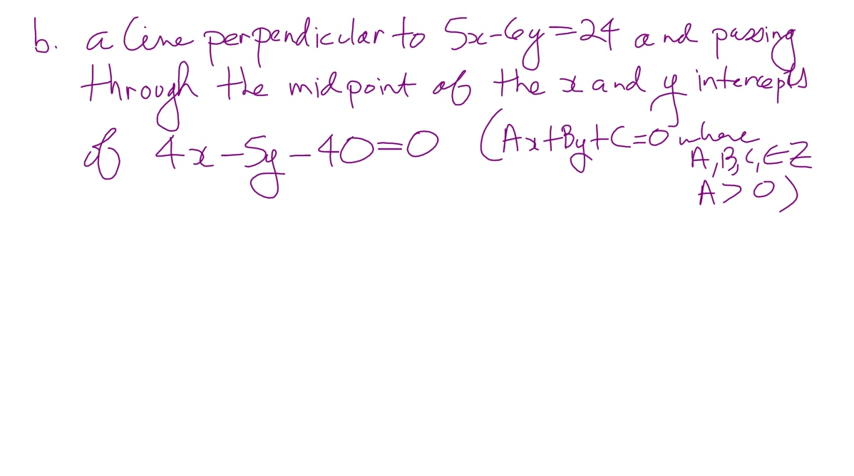 b. a line perpendicular to 5x-6y=24 and passing
through the midpoint of the x and y intercepts
of 4x-5y-40=0 (Ax+By+C=0 where
A,B,C,∈Z
A>0)